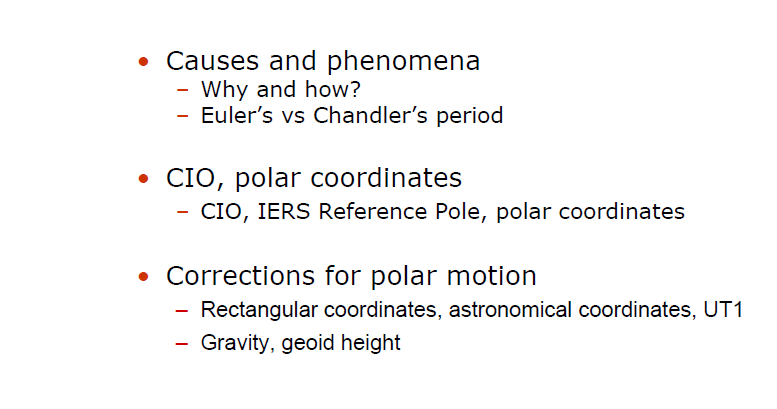 • Causes and phenomena
– Why and how?
– Euler’s vs Chandler’s period
• CIO, polar coordinates
– CIO, IERS Reference Pole, polar coordinates
• Corrections for polar motion
– Rectangular coordinates, astronomical coordinates, UT1
– Gravity, geoid height